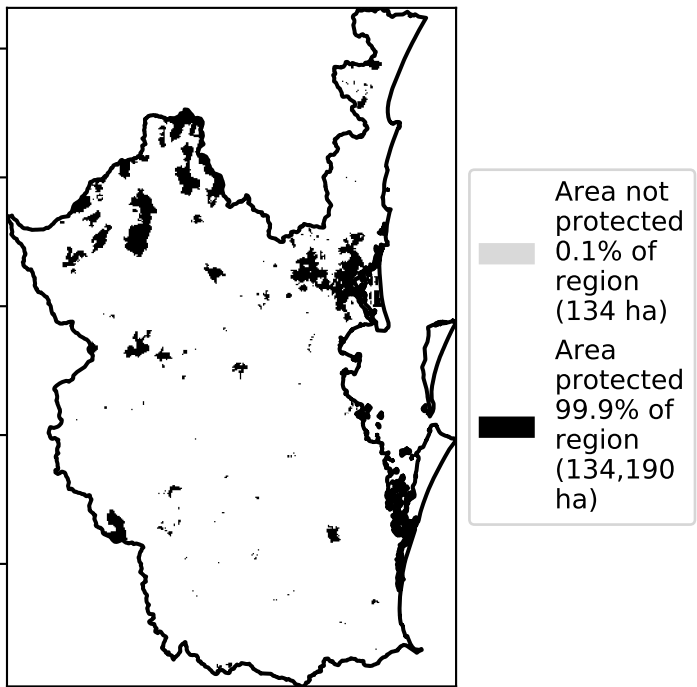 Area not
protected
0.1% of
region
(134 ha)
Area
protected
99.9% of
region
(134,190
ha)